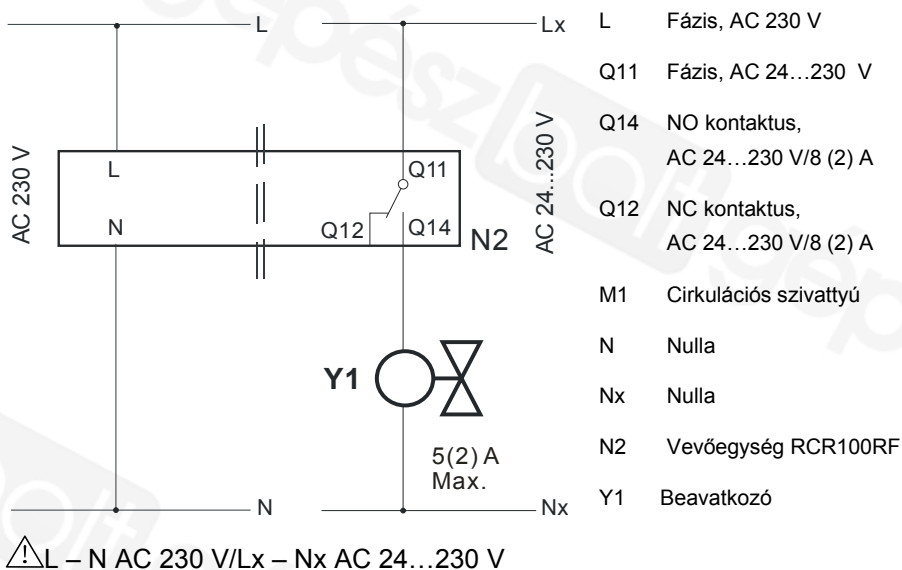 L
Lx
AC 230 V
L
N
Q11
Q12
Q14
N2
AC 24...230 V
Y1
5(2) A
Max.
N
Nx
L Fázis, AC 230 V
Q11 Fázis, AC 24…230 V
Q14 NO kontaktus,
AC 24…230 V/8 (2) A
Q12 NC kontaktus,
AC 24…230 V/8 (2) A
M1 Cirkulációs szivattyú
N Nulla
Nx Nulla
N2 Vevőegység RCR100RF
Y1 Beavatkozó
L – N AC 230 V/Lx – Nx AC 24…230 V